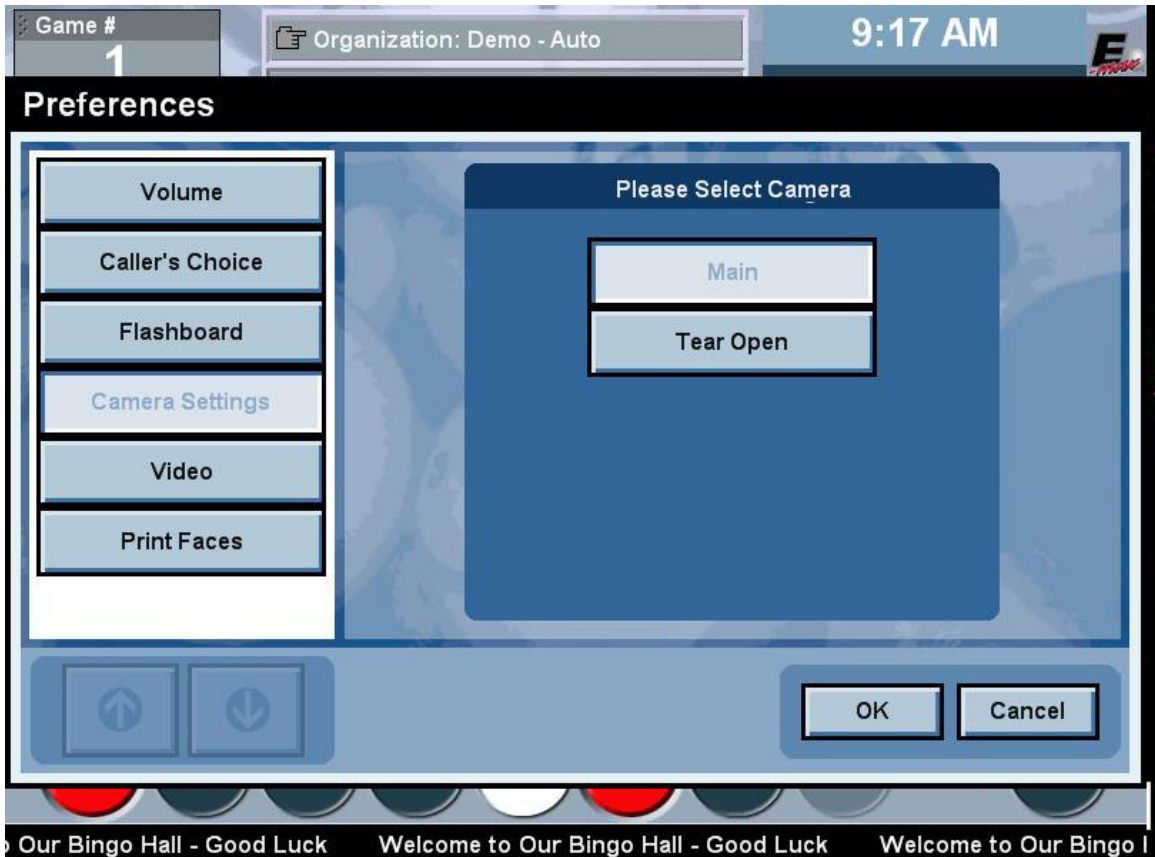 Game #
1
Organization: Demo - Auto
9:17 AM
E
-max
Preferences
Volume
Caller's Choice
Flashboard
Camera Settings
Video
Print Faces
Please Select Camera
Main
Tear Open
OK
Cancel
Our Bingo Hall - Good Luck Welcome to Our Bingo Hall - Good Luck Welcome to Our Bingo